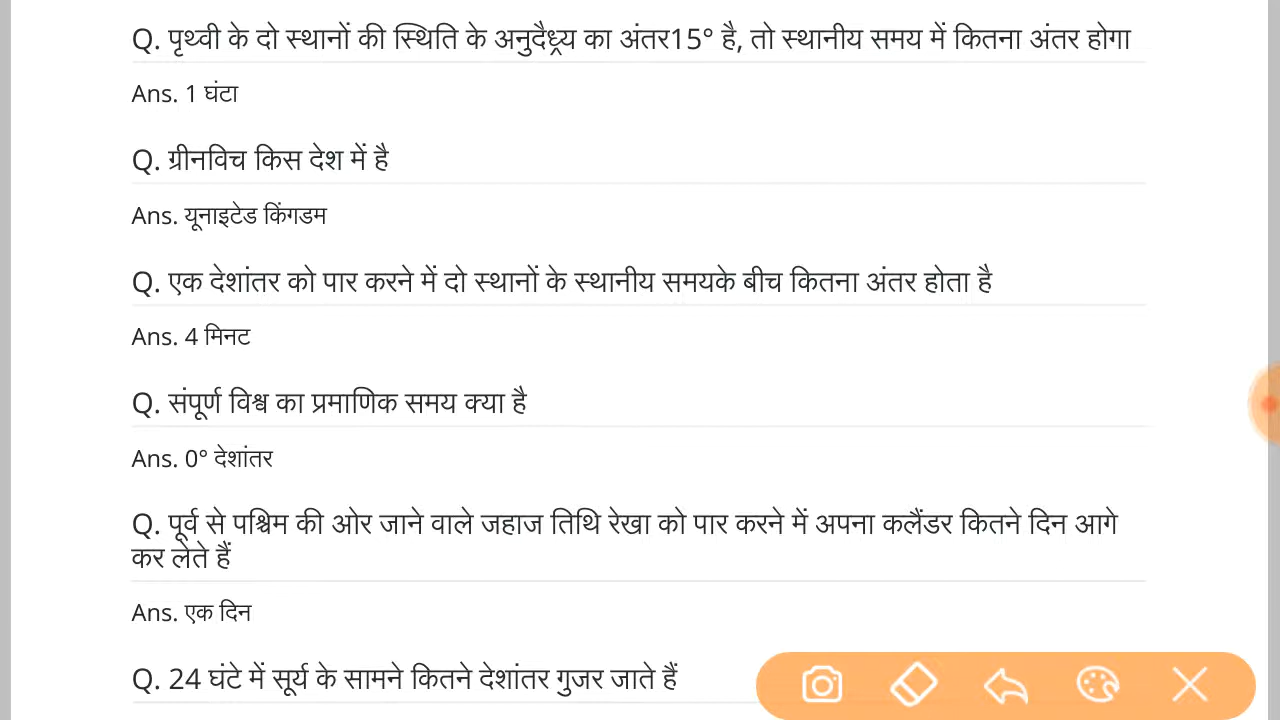 Q. पृथ्वी के दो स्थानों की स्थिति के अनुदैध्र्य का अंतर15° है, तो स्थानीय समय में कितना अंतर होगा
Ans. 1 घंटा
Q. ग्रीनविच किस देश में है
Ans. यूनाइटेड किंगडम
Q. एक देशांतर को पार करने में दो स्थानों के स्थानीय समयके बीच कितना अंतर होता है
Ans. 4 मिनट
Q. संपूर्ण विश्व का प्रमाणिक समय क्या है
Ans. 0° देशांतर
Q. पूर्व से पश्चिम की ओर जाने वाले जहाज तिथि रेखा को पार करने में अपना कलैंडर कितने दिन आगे
कर लेते हैं
Ans. एक दिन
Q. 24 घंटे में सूर्य के सामने कितने देशांतर गुजर जाते हैं